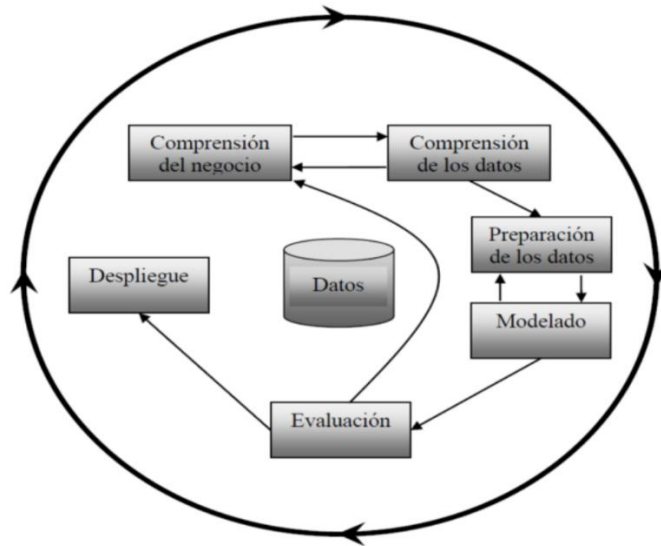 Comprensión
del negocio
Comprensión
de los datos
Preparación
de los datos
Despliegue
Datos
Modelado
Evaluación